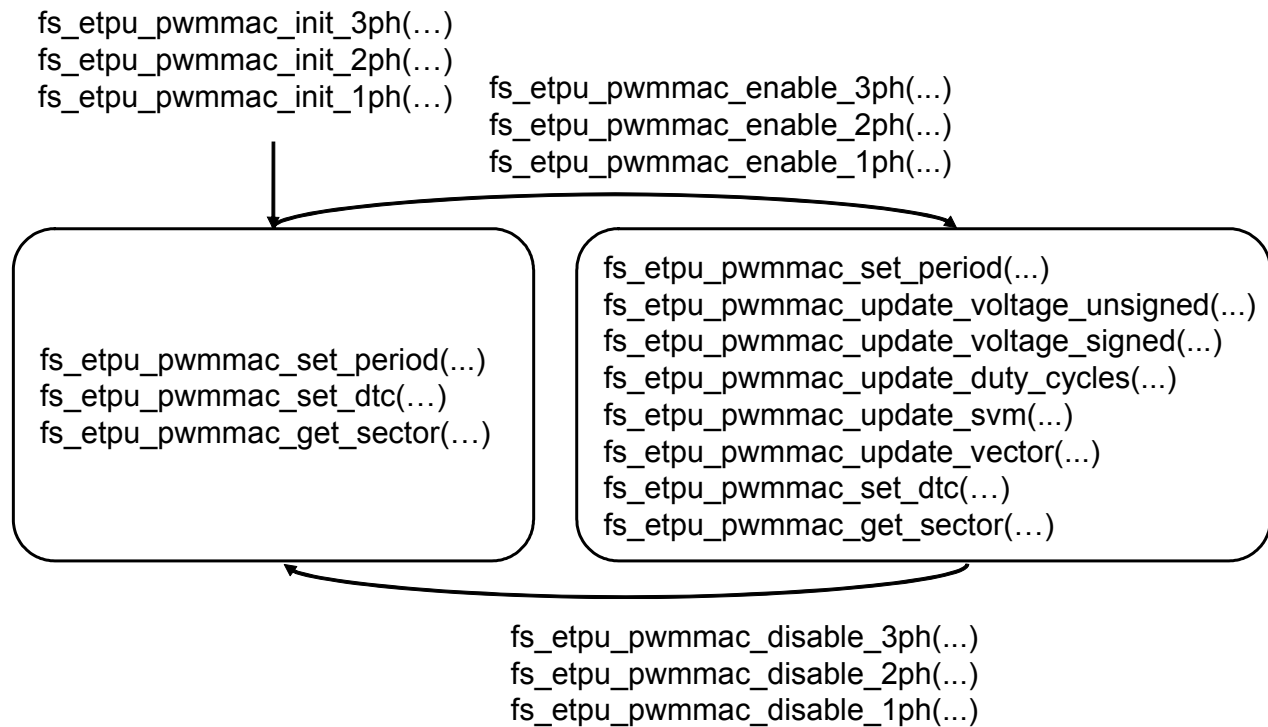 fs_etpu_pwmmac_init_3ph(…)
fs_etpu_pwmmac_init_2ph(…)
fs_etpu_pwmmac_init_1ph(…)
fs_etpu_pwmmac_enable_3ph(...)
fs_etpu_pwmmac_enable_2ph(...)
fs_etpu_pwmmac_enable_1ph(...)
fs_etpu_pwmmac_set_period(...)
fs_etpu_pwmmac_set_dtc(…)
fs_etpu_pwmmac_get_sector(…)
fs_etpu_pwmmac_set_period(...)
fs_etpu_pwmmac_update_voltage_unsigned(...)
fs_etpu_pwmmac_update_voltage_signed(...)
fs_etpu_pwmmac_update_duty_cycles(...)
fs_etpu_pwmmac_update_svm(...)
fs_etpu_pwmmac_update_vector(...)
fs_etpu_pwmmac_set_dtc(…)
fs_etpu_pwmmac_get_sector(…)
fs_etpu_pwmmac_disable_3ph(...)
fs_etpu_pwmmac_disable_2ph(...)
fs_etpu_pwmmac_disable_1ph(...)